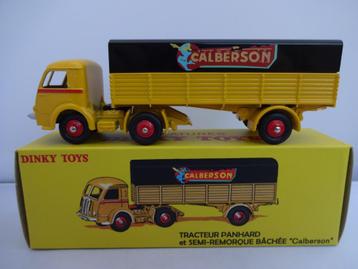 CALBERSON
DINKY TOYS
CALBERSON
TRACTEUR PANHARD
et SEMI-REMORQUE BÂCHÉE "Calberson"